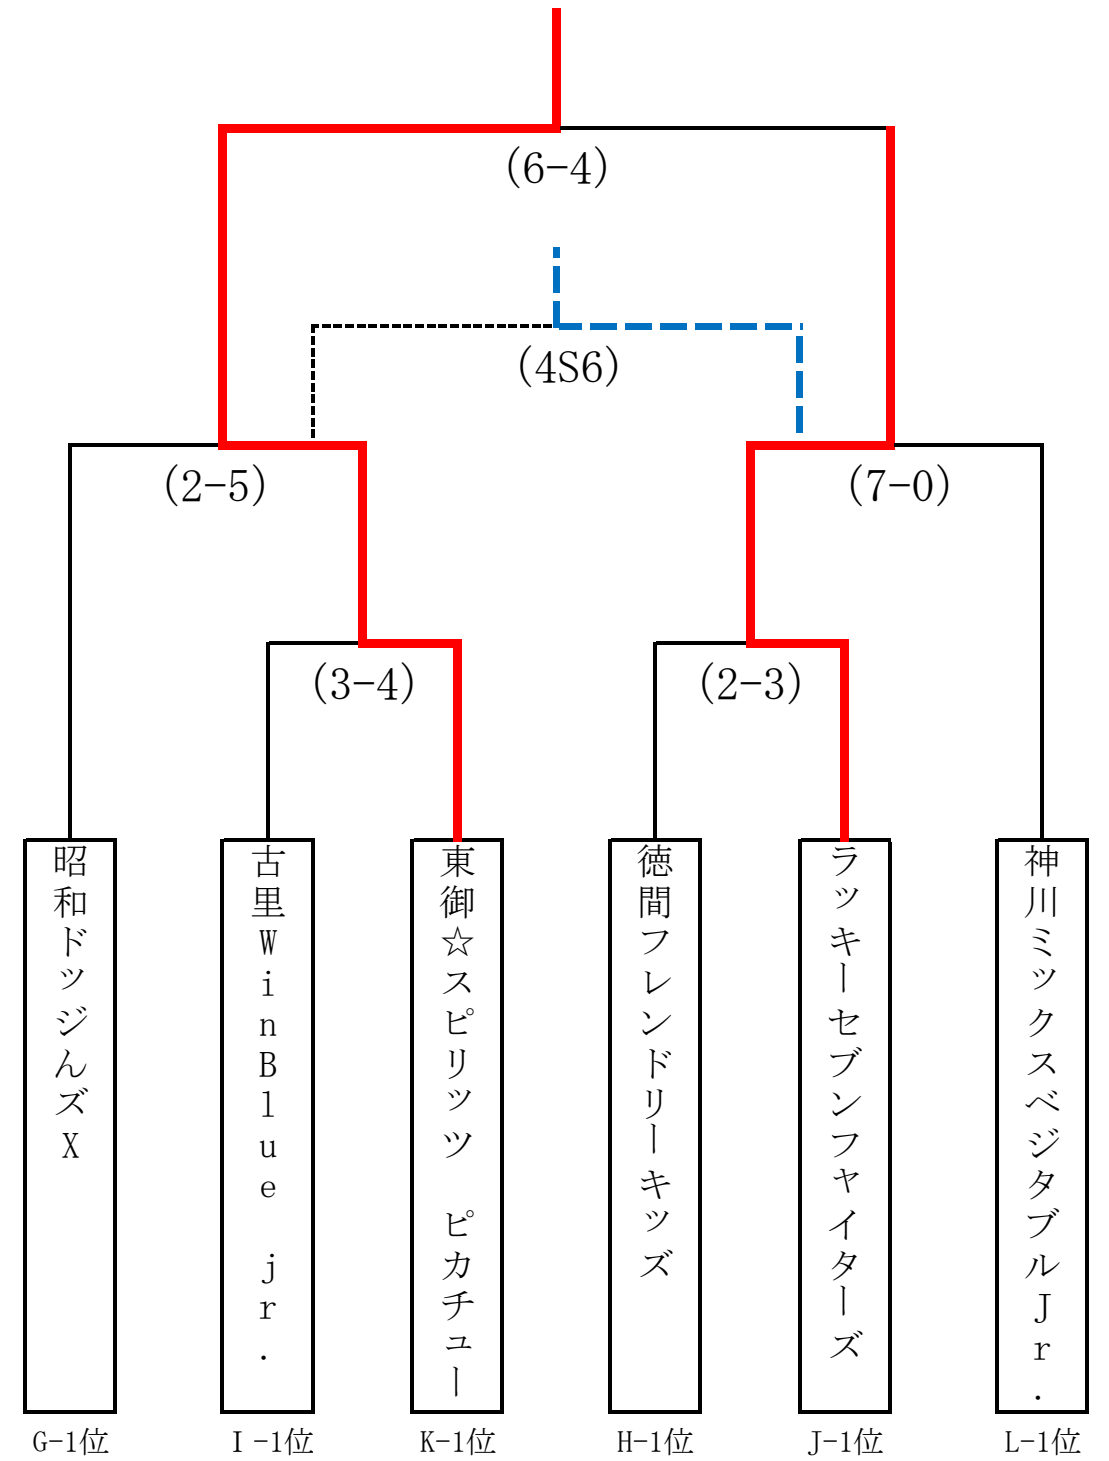 (6-4)
(4S6)
(2-5)
(7-0)
(3-4)
(2-3)
昭和ドッジんズX
古里WinBlue jr.
東御☆スピリッツ ピカチュー
徳間フレンドリーキッズ
ラッキーセブンファイターズ
神川ミックスベジタブルJr.
G-1位
I-1位
K-1位
H-1位
J-1位
L-1位